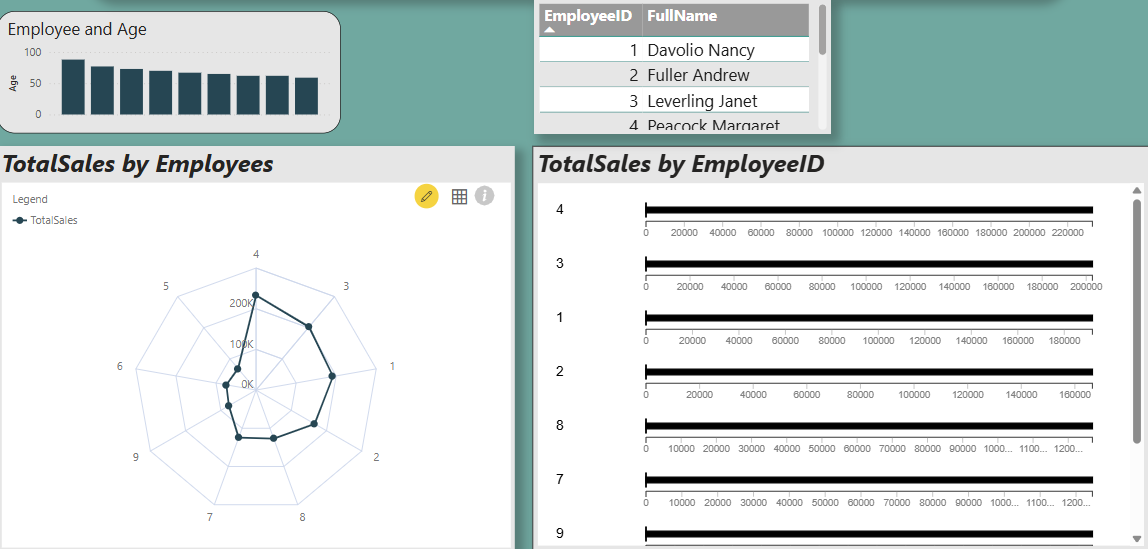 Employee and Age
100
50
0
Age
EmployeeID FullName
1 Davolio Nancy
2 Fuller Andrew
3 Leverling Janet
4 Peacock Margaret
TotalSales by Employees
Legend
TotalSales
4
5
3
200K
100K
6
1
0K
9
2
7
8
TotalSales by EmployeeID
4
0 20000 40000 60000 80000 100000 120000 140000 160000 180000 200000 220000
3
0 20000 40000 60000 80000 100000 120000 140000 160000 180000 200000
1
0 20000 40000 60000 80000 100000 120000 140000 160000 180000
2
0 20000 40000 60000 80000 100000 120000 140000 160000
8
0 10000 20000 30000 40000 50000 60000 70000 80000 90000 1000... 1100... 1200...
7
0 10000 20000 30000 40000 50000 60000 70000 80000 90000 1000... 1100... 1200...
9